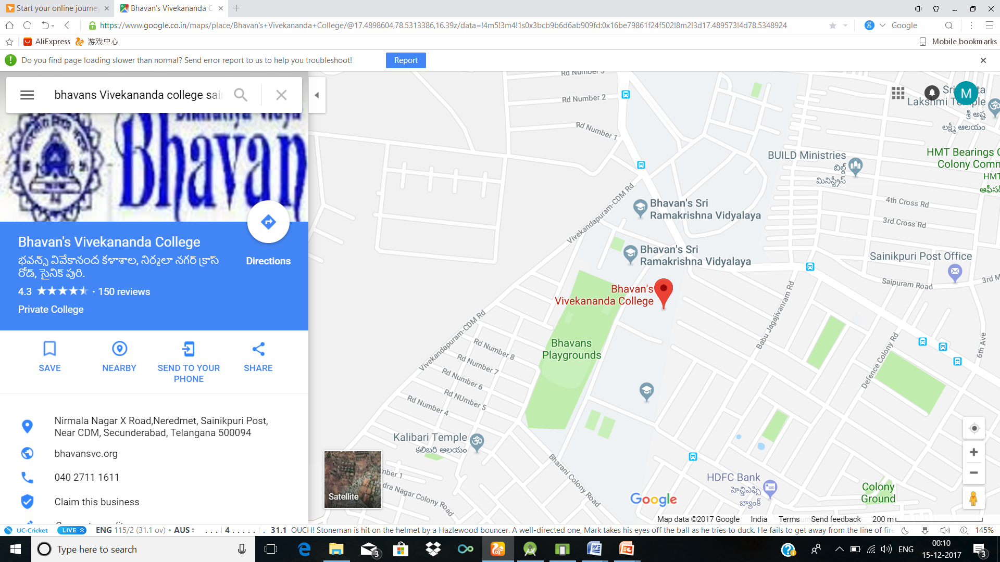 Start your online journey
Bhavan's Vivekananda C
https://www.google.co.in/maps/place/Bhavan's+Vivekananda+College/@17.4898604,78.5313386,16.39z/data=!4m5!3m4!1s0x3bcb9b6d6ab909fd:0x16be79861f24f502!8m2!3d17.489573!4d78.5348924
Google
AliExpress
游戏中心
Mobile bookmarks
Do you find page loading slower than normal? Send error report to us to help you troubleshoot!
Report
bhavans Vivekananda college sai
Bhavan
Bhavan's Vivekananda College
భవన్స్ వివేకానంద కళాశాల, నిర్మలా నగర్ క్రాస్
రోడ్, సైనిక్ పురి.
4.3 · 150 reviews
Private College
Directions
SAVE
NEARBY
SEND TO YOUR
PHONE
SHARE
Nirmala Nagar X Road,Neredmet, Sainikpuri Post,
Near CDM, Secunderabad, Telangana 500094
bhavansvc.org
040 2711 1611
Claim this business
Rd Number 3
Rd Number 2
Rd Number 1
M
Lakshmi Temple
శ్రీ అష్ట
లక్ష్మీ ఆలయం
BUILD Ministries
బిల్డ్
మినిస్ట్రీస్
HMT Bearings C
Colony Comm
HMT
Vivekandapuram-CDM Rd
Bhavan's Sri
Ramakrishna Vidyalaya
Bhavan's Sri
Ramakrishna Vidyalaya
4th Cross Rd
3rd Cross Rd
Sainikpuri Post Office
Saipuram Road
3rd M
Bhavan's
Vivekananda College
Babu Jagajivanram Rd
Vivekandapuram-CDM Rd
Bhavans
Playgrounds
Defence Colony Rd
6th Ave
Rd Number 8
Rd Number 7
Rd Number 6
Rd NUmber 5
Rd Number 4
Kalibari Temple
కలిబరి ఆలయం
mber 1
dra Nagar Colony Road
Bharani Colony Road
HDFC Bank
హెచ్డిఎఫ్సి
బ్యాంక్
Colony
Ground
Satellite
Google
Map data ©2017 Google
India
Terms
Send feedback
200 m
UC-Cricket
LIVE
ENG 115/2 (31.1 ov) • AUS
. . . | 4 . . . . . | .
31.1 OUCH! Stoneman is hit on the helmet by a Hazlewood bouncer. A well-directed one, Mark takes his eyes off the ball as he tries to duck. He fails to get away from the line of fire
145%
Type here to search
3
ENG
00:10
15-12-2017
3